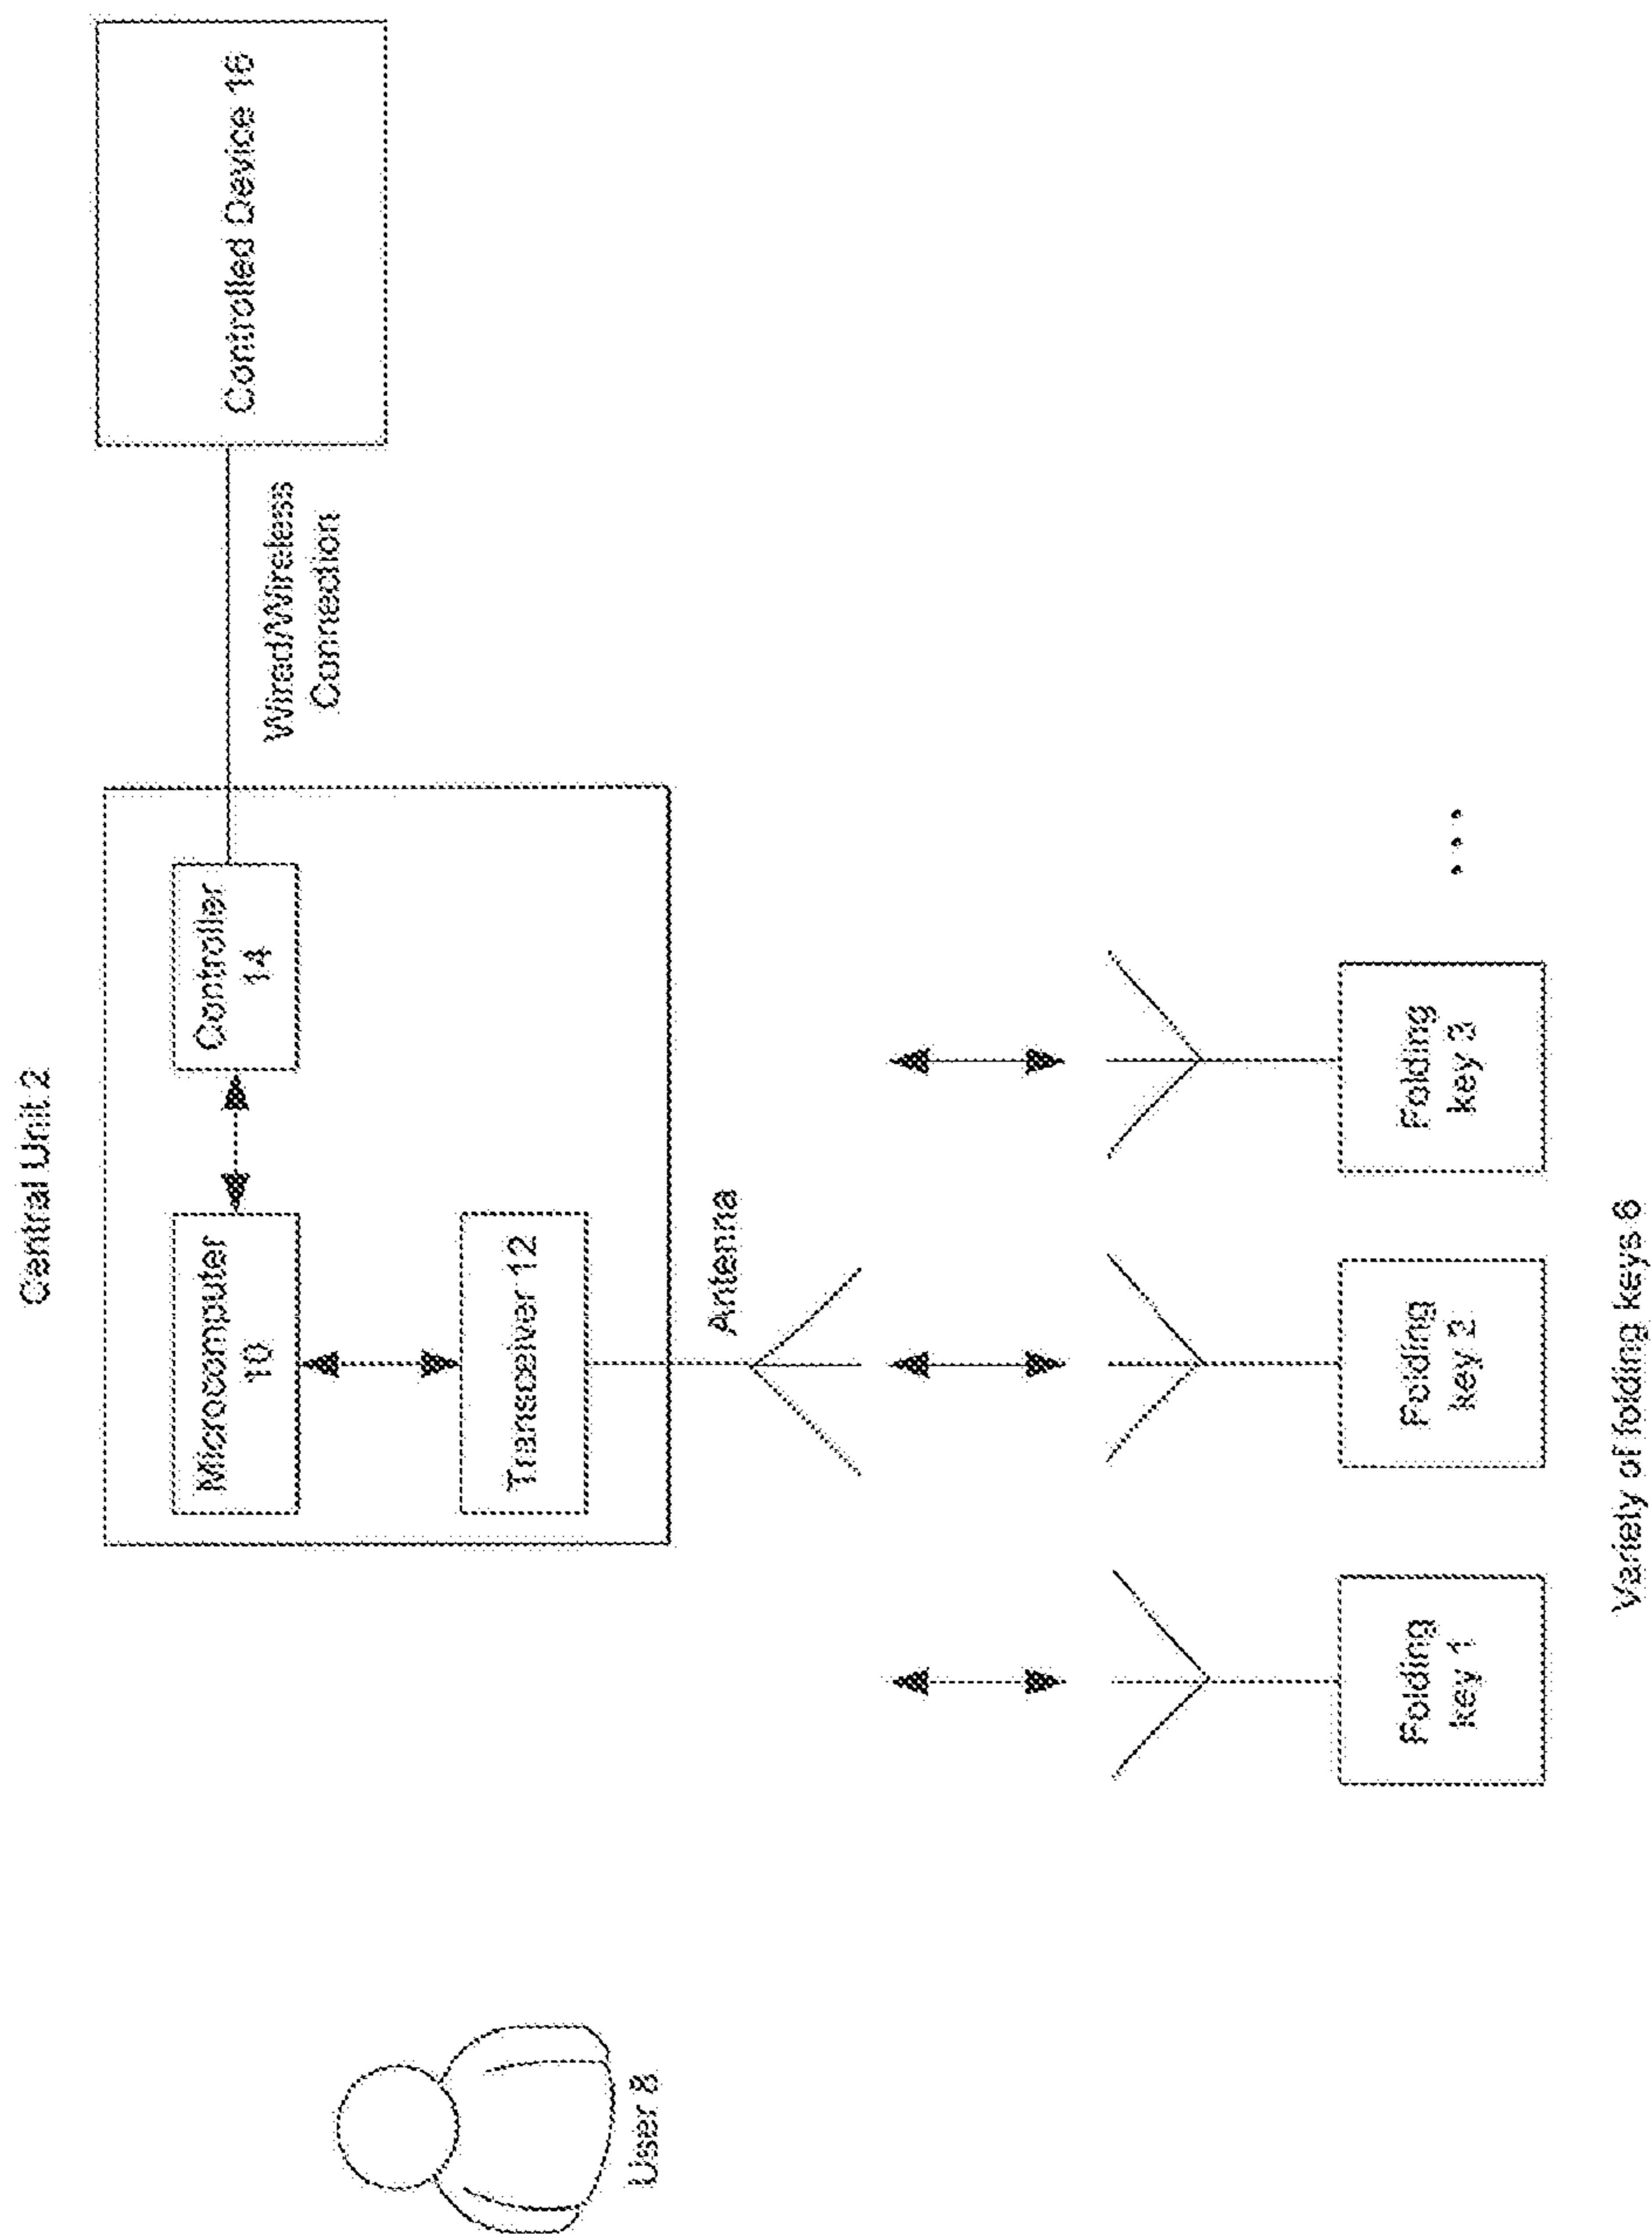 Central Unit 2
Microcomputer
10
Controller
14
Transceiver 12
Antenna
Wired/Wireless
Connection
Controlled Device 16
User 8
Folding
key 1
Folding
key 2
Folding
key 3
...
Variety of folding keys 6